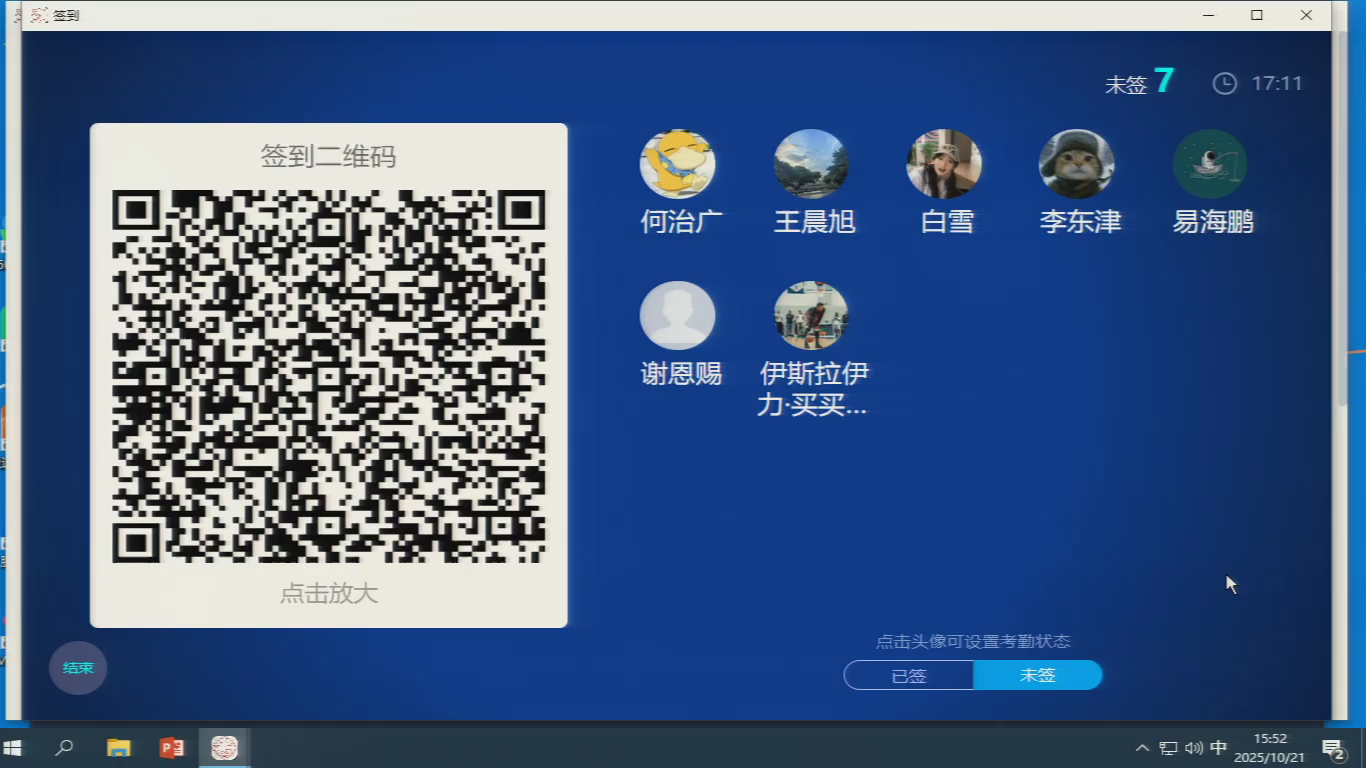 签到
未签 7 17:11
签到二维码
点击放大
何治广 王晨旭 白雪 李东津 易海鹏
谢恩赐 伊斯拉伊
力·买买...
点击头像可设置考勤状态
已签 未签
结束
中 15:52
2025/10/21
2